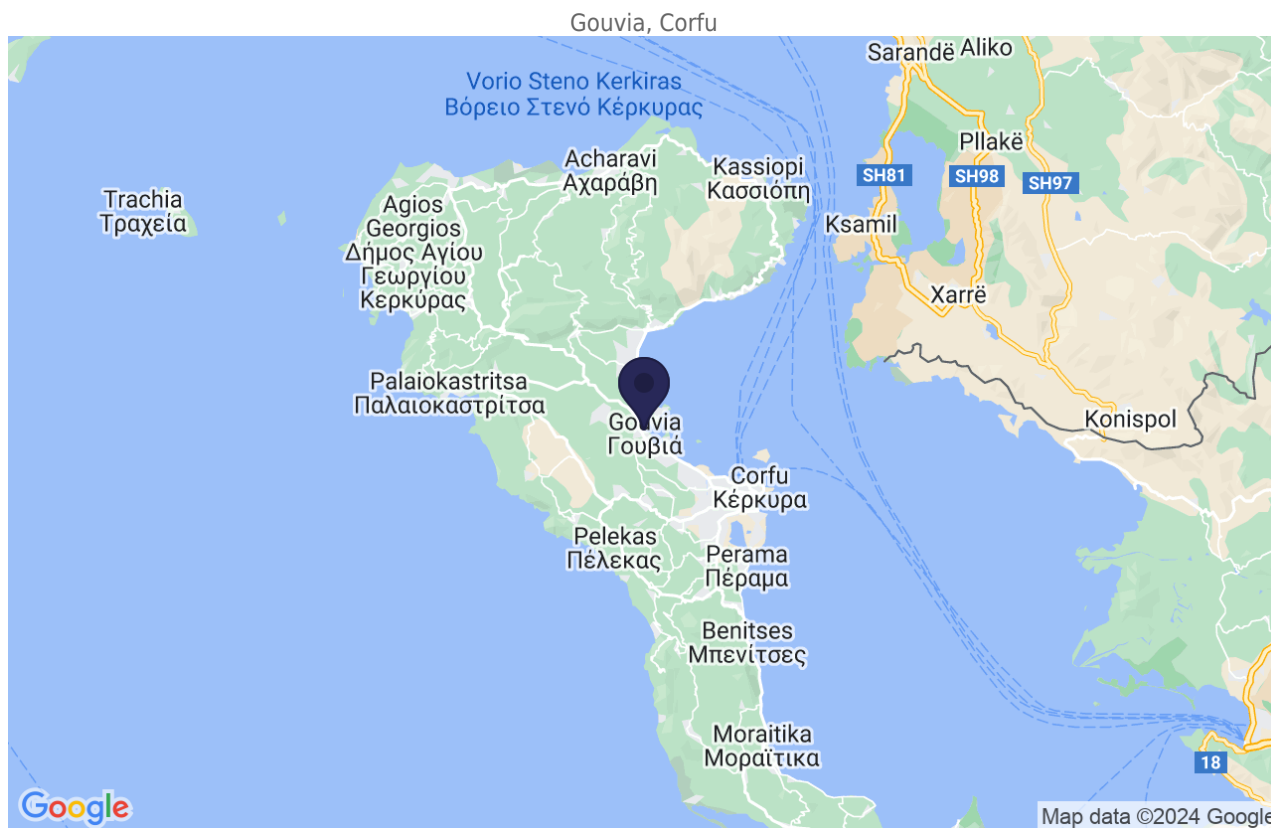 Gouvia, Corfu
Sarandë Aliko
Vorio Steno Kerkiras
Βόρειο Στενό Κέρκυρας
Pllakë
Acharavi
Αχαράβη
Kassiopi
Κασσιόπη
SH81
SH98
SH97
Trachia
Τραχεία
Agios
Georgios
Δήμος Αγίου
Γεωργίου
Κερκύρας
Ksamil
Xarrë
Palaiokastritsa
Παλαιοκαστρίτσα
Gouvia
Γουβιά
Konispol
Corfu
Κέρκυρα
Pelekas
Πέλεκας
Perama
Πέραμα
Benitses
Μπενίτσες
Moraitika
Μοραΐτικα
18
Google
Map data ©2024 Google